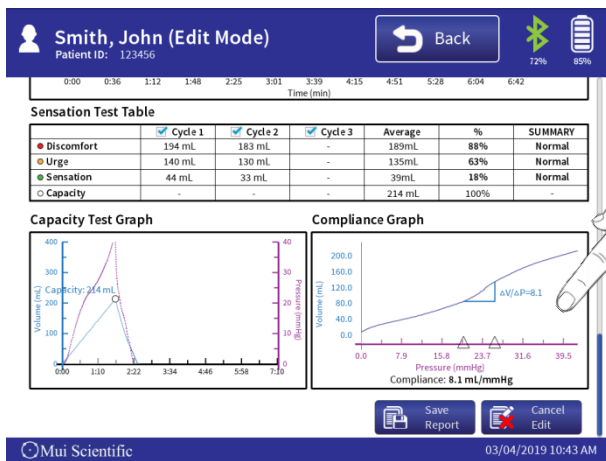 Smith, John (Edit Mode)
Patient ID: 123456
Back
72%
85%
0:00 0:36 1:12 1:48 2:25 3:01 3:39 4:15 4:51 5:28 6:04 6:42
Time (min)
Sensation Test Table
Cycle 1 Cycle 2 Cycle 3 Average % SUMMARY
Discomfort 194 mL 183 mL - 189mL 88% Normal
Urge 140 mL 130 mL - 135mL 63% Normal
Sensation 44 mL 33 mL - 39mL 18% Normal
Capacity - - - 214 mL 100% -
Capacity Test Graph
400
300
200
100
0
Volume (mL)
Capacity: 214 mL
40
30
20
10
0
Pressure (mmHg)
0:00 1:10 2:22 3:34 4:46 5:58 7:10
Compliance Graph
200.0
160.0
120.0
80.0
40.0
0.0
Volume (mL)
△V/△P=8.1
0.0 7.9 15.8 23.7 31.6 39.5
Pressure (mmHg)
Compliance: 8.1 mL/mmHg
Save
Report
Cancel
Edit
Mui Scientific
03/04/2019 10:43 AM